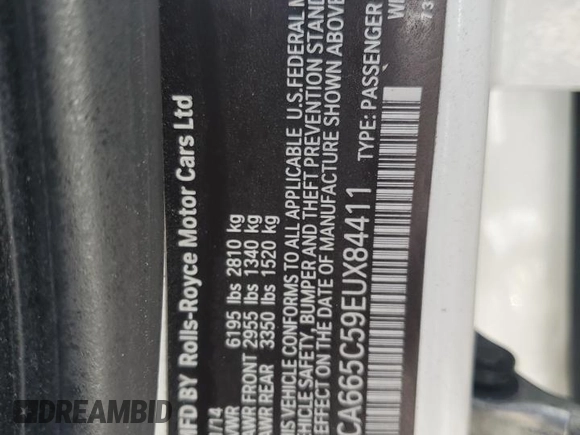 MFD BY Rolls-Royce Motor Cars Ltd
/14
GVWR 6195 lbs 2810 kg
GAWR FRONT 2955 lbs 1340 kg
GAWR REAR 3350 lbs 1520 kg
THIS VEHICLE CONFORMS TO ALL APPLICABLE U.S.FEDERAL M
VEHICLE SAFETY, BUMPER AND THEFT PREVENTION STAND
ON THE DATE OF MANUFACTURE SHOWN ABOVE
CA665C59EUX84411 TYPE: PASSENGER
73
EPICBID